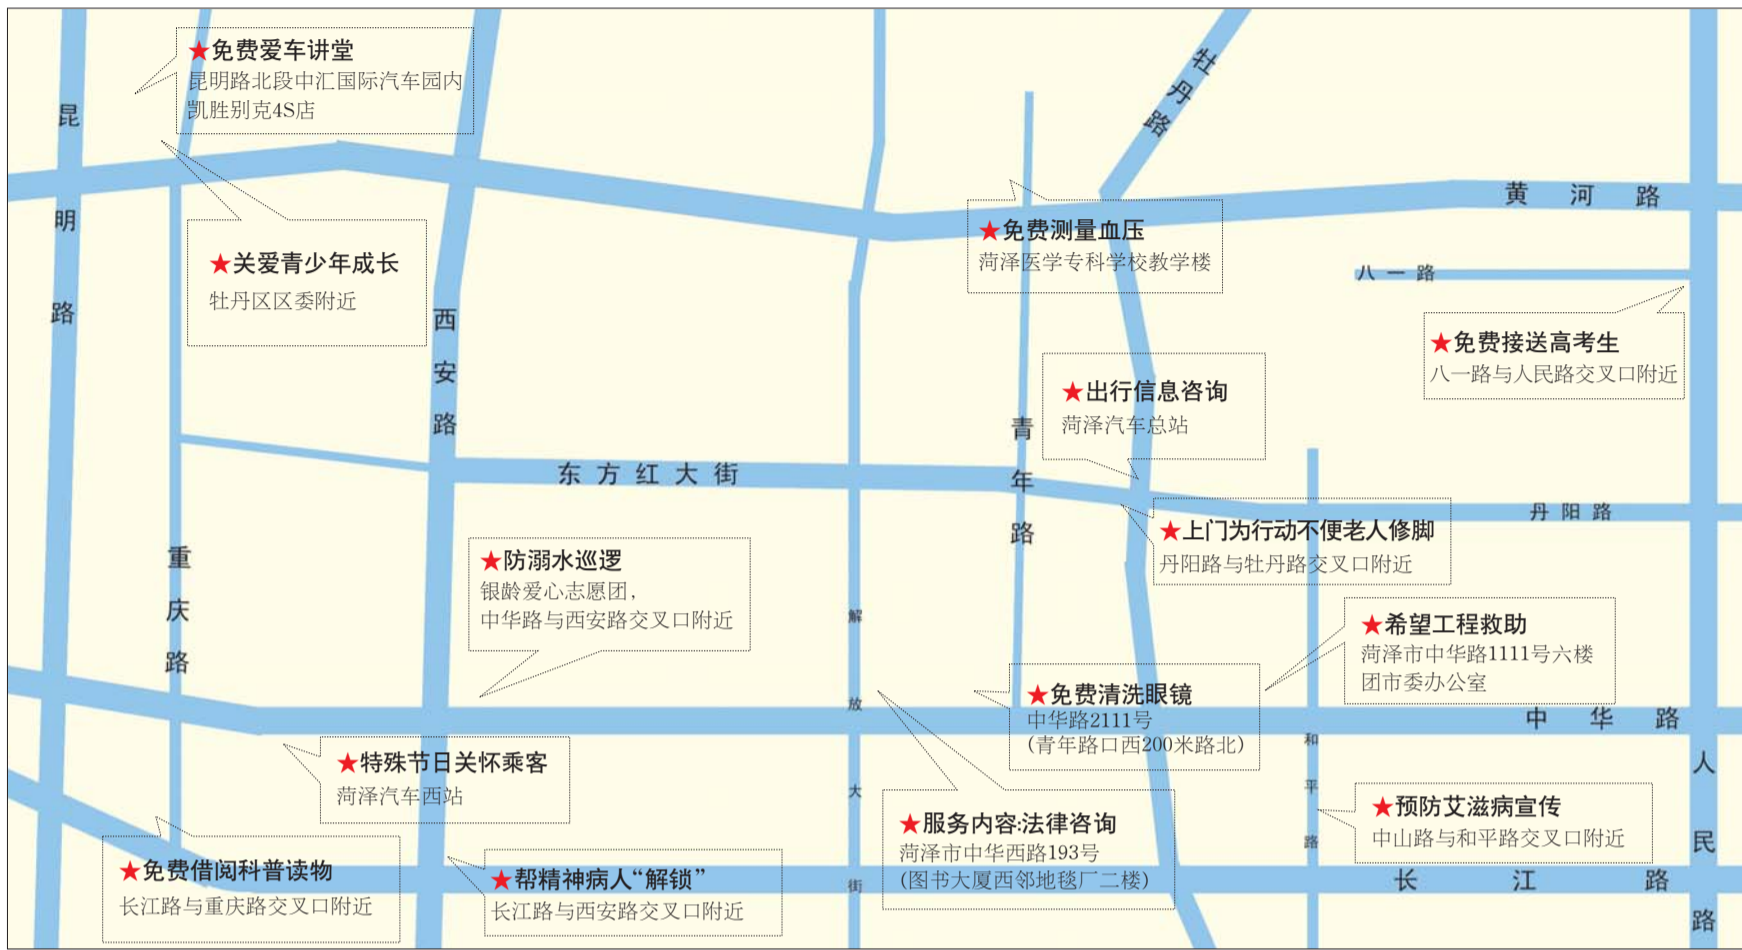 ★免费爱车讲堂
昆明路北段中汇国际汽车园内
凯胜别克4S店
牡丹路
昆明路
黄河路
★免费测量血压
菏泽医学专科学校教学楼
★关爱青少年成长
牡丹区区委附近
八一路
西安路
★免费接送高考生
八一路与人民路交叉口附近
★出行信息咨询
菏泽汽车总站
青年路
东方红大街
丹阳路
★上门为行动不便老人修脚
丹阳路与牡丹路交叉口附近
重庆路
★防溺水巡逻
银龄爱心志愿团,
中华路与西安路交叉口附近
解放大街
★希望工程救助
菏泽市中华路1111号六楼
团市委办公室
★免费清洗眼镜
中华路2111号
(青年路口西200米路北)
中华路
和平路
人民路
★特殊节日关怀乘客
菏泽汽车西站
★服务内容:法律咨询
菏泽市中华西路193号
(图书大厦西邻地毯厂二楼)
★预防艾滋病宣传
中山路与和平路交叉口附近
★免费借阅科普读物
长江路与重庆路交叉口附近
★帮精神病人“解锁”
长江路与西安路交叉口附近
长江路